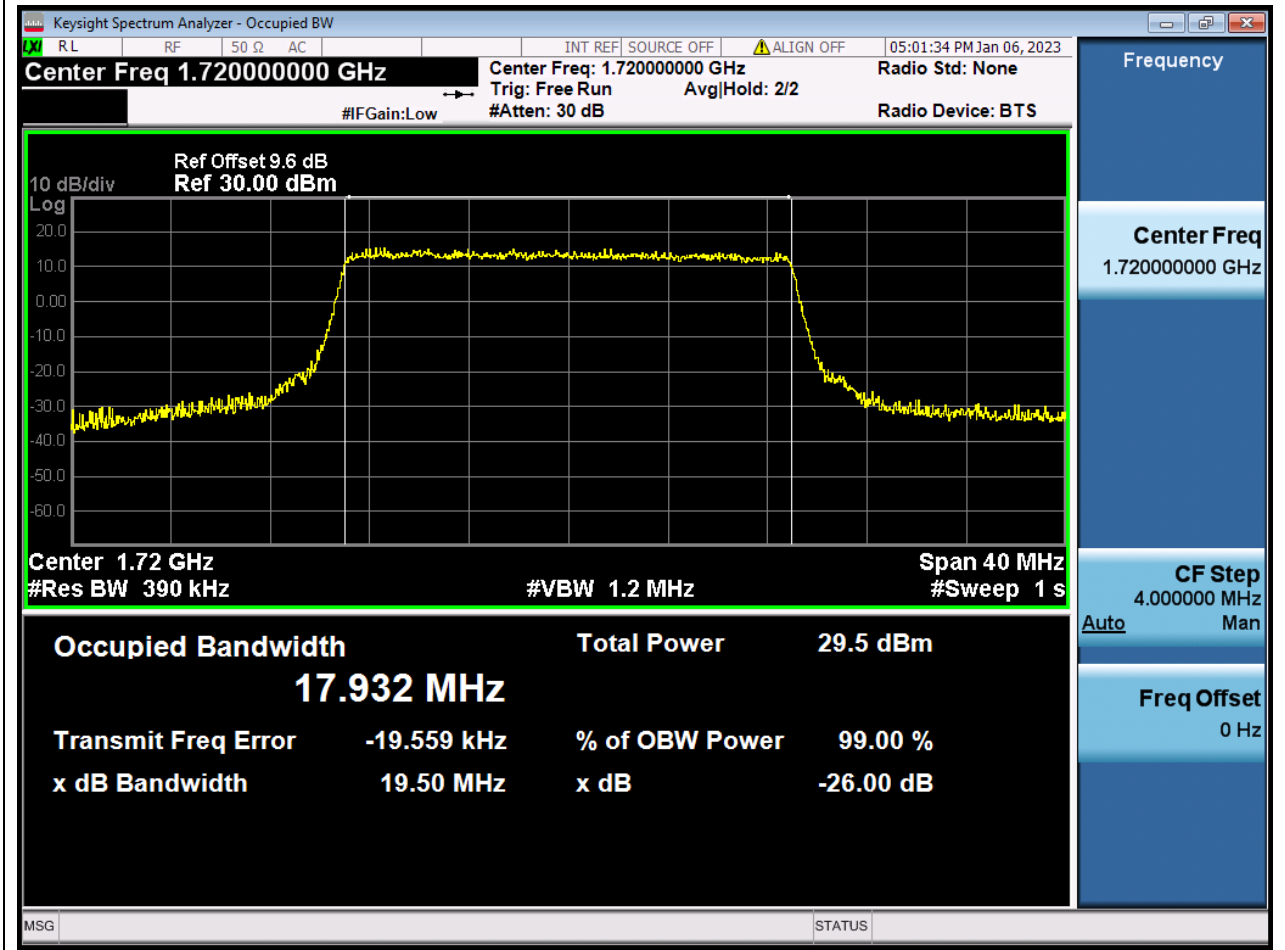 Keysight Spectrum Analyzer - Occupied BW
LXI RL RF 50 Ω AC INT REF SOURCE OFF ALIGN OFF 05:01:34 PM Jan 06, 2023
Center Freq 1.720000000 GHz
Center Freq: 1.720000000 GHz
Radio Std: None
Trig: Free Run Avg|Hold: 2/2
#IFGain:Low
#Atten: 30 dB
Radio Device: BTS
Ref Offset 9.6 dB
10 dB/div Ref 30.00 dBm
Log
20.0
10.0
0.00
-10.0
-20.0
-30.0
-40.0
-50.0
-60.0
Center 1.72 GHz Span 40 MHz
#Res BW 390 kHz #VBW 1.2 MHz #Sweep 1 s
Occupied Bandwidth Total Power 29.5 dBm
17.932 MHz
Transmit Freq Error -19.559 kHz % of OBW Power 99.00 %
x dB Bandwidth 19.50 MHz x dB -26.00 dB
Frequency
Center Freq
1.720000000 GHz
CF Step
4.000000 MHz
Auto Man
Freq Offset
0 Hz
MSG STATUS